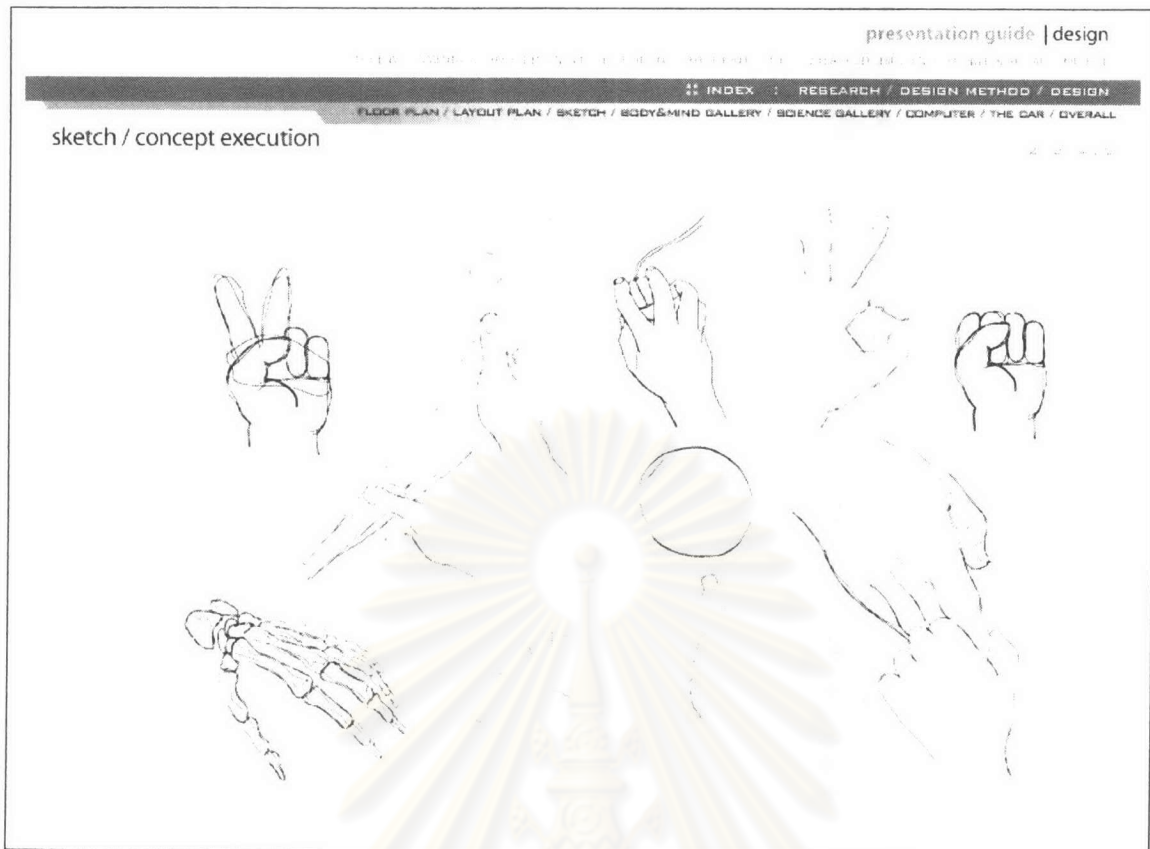 presentation guide | design
INDEX : RESEARCH / DESIGN METHOD / DESIGN
FLOOR PLAN / LAYOUT PLAN / SKETCH / BODY&MIND GALLERY / SCIENCE GALLERY / COMPUTER / THE CAR / OVERALL
sketch / concept execution